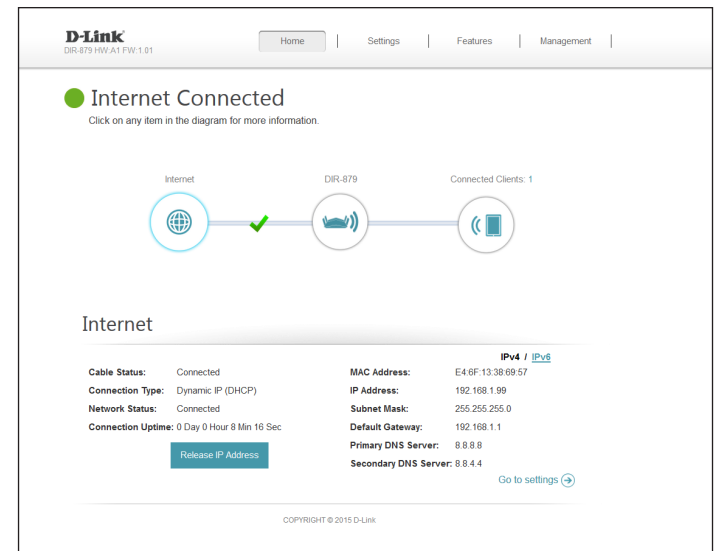 D-Link
DIR-879 HW:A1 FW:1.01
Home | Settings | Features | Management |
Internet Connected
Click on any item in the diagram for more information.
Internet DIR-879 Connected Clients: 1
Internet
IPv4 / IPv6
Cable Status: Connected MAC Address: E4:6F:13:38:69:57
Connection Type: Dynamic IP (DHCP) IP Address: 192.168.1.99
Network Status: Connected Subnet Mask: 255.255.255.0
Connection Uptime: 0 Day 0 Hour 8 Min 16 Sec Default Gateway: 192.168.1.1
Release IP Address Primary DNS Server: 8.8.8.8
Secondary DNS Server: 8.8.4.4
Go to settings
COPYRIGHT © 2015 D-Link